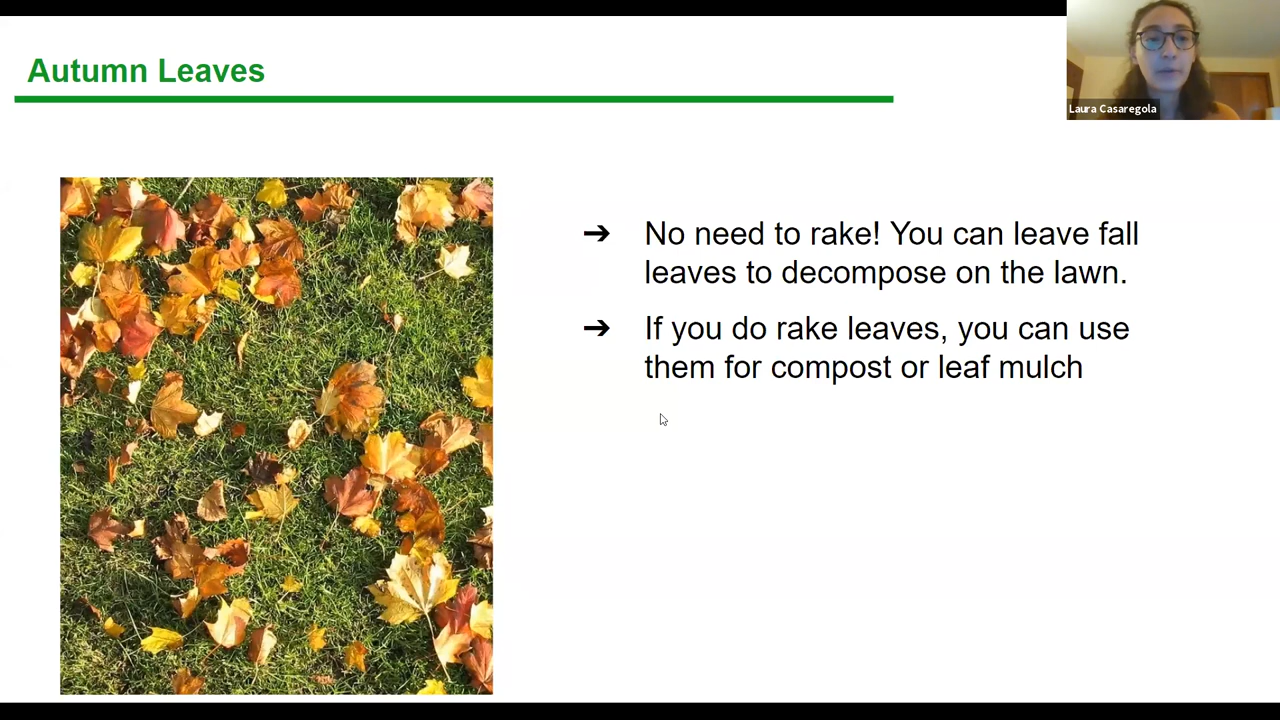 Autumn Leaves
Laura Casaregola
➔ No need to rake! You can leave fall
leaves to decompose on the lawn.
➔ If you do rake leaves, you can use
them for compost or leaf mulch